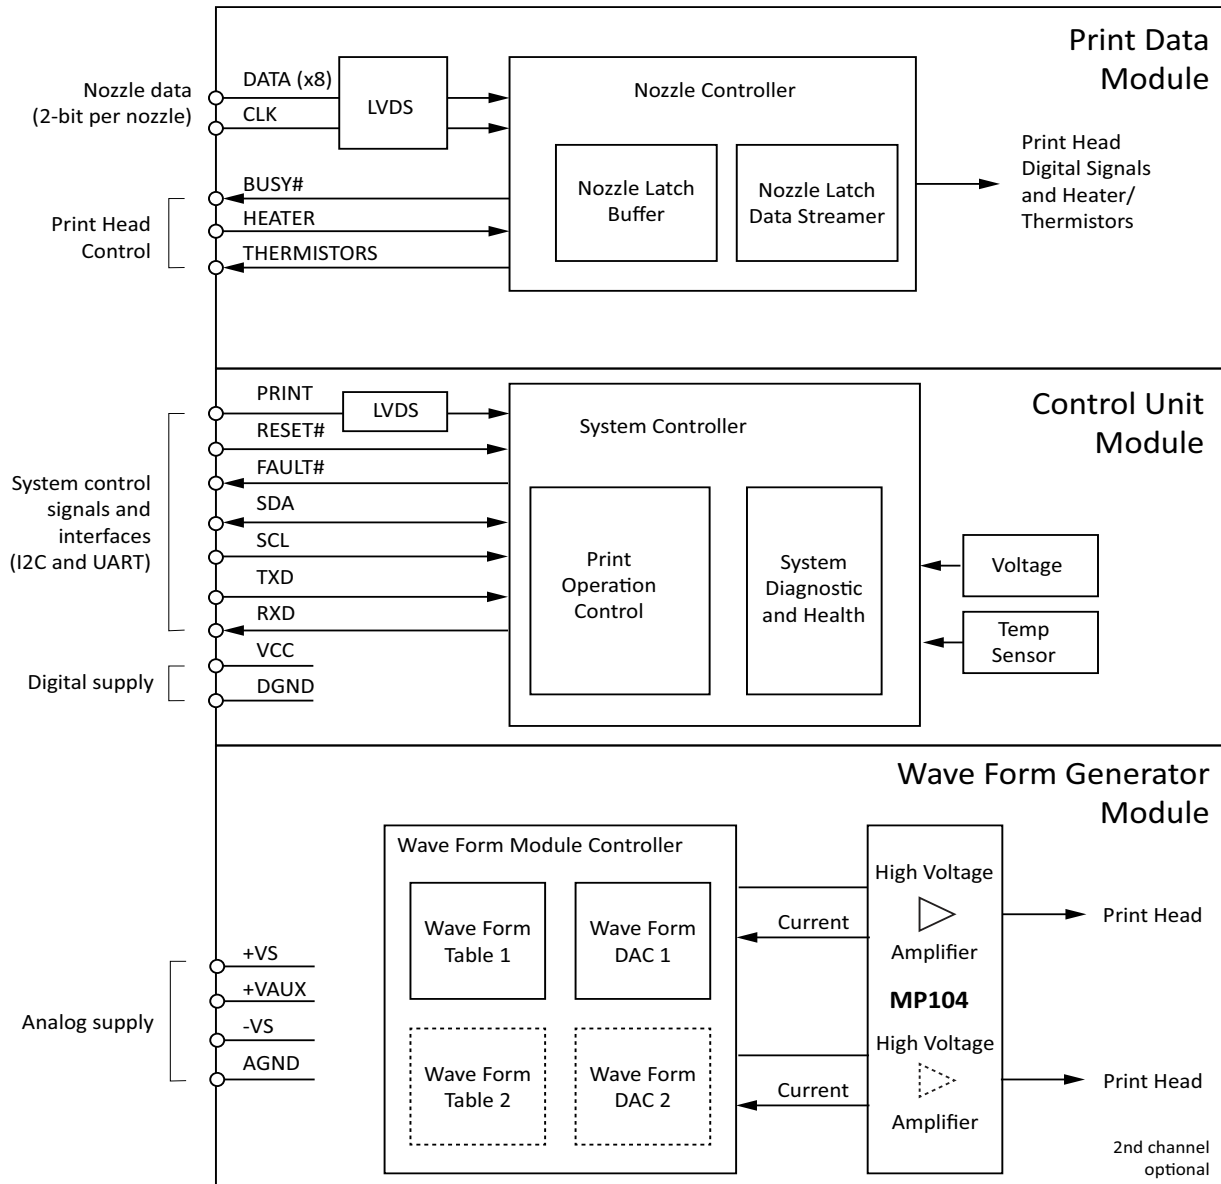 Print Data
Module
Nozzle data
(2-bit per nozzle)
DATA (x8)
CLK
LVDS
Nozzle Controller
Nozzle Latch
Buffer
Nozzle Latch
Data Streamer
Print Head
Digital Signals
and Heater/
Thermistors
Print Head
Control
BUSY#
HEATER
THERMISTORS
Control Unit
Module
System control
signals and
interfaces
(I2C and UART)
PRINT
LVDS
RESET#
FAULT#
SDA
SCL
TXD
RXD
System Controller
Print
Operation
Control
System
Diagnostic
and Health
Voltage
Temp
Sensor
Digital supply
VCC
DGND
Wave Form Generator
Module
Wave Form Module Controller
Wave Form
Table 1
Wave Form
DAC 1
Wave Form
Table 2
Wave Form
DAC 2
Current
Current
High Voltage
Amplifier
MP104
High Voltage
Amplifier
Print Head
Print Head
Analog supply
+VS
+VAUX
-VS
AGND
2nd channel
optional